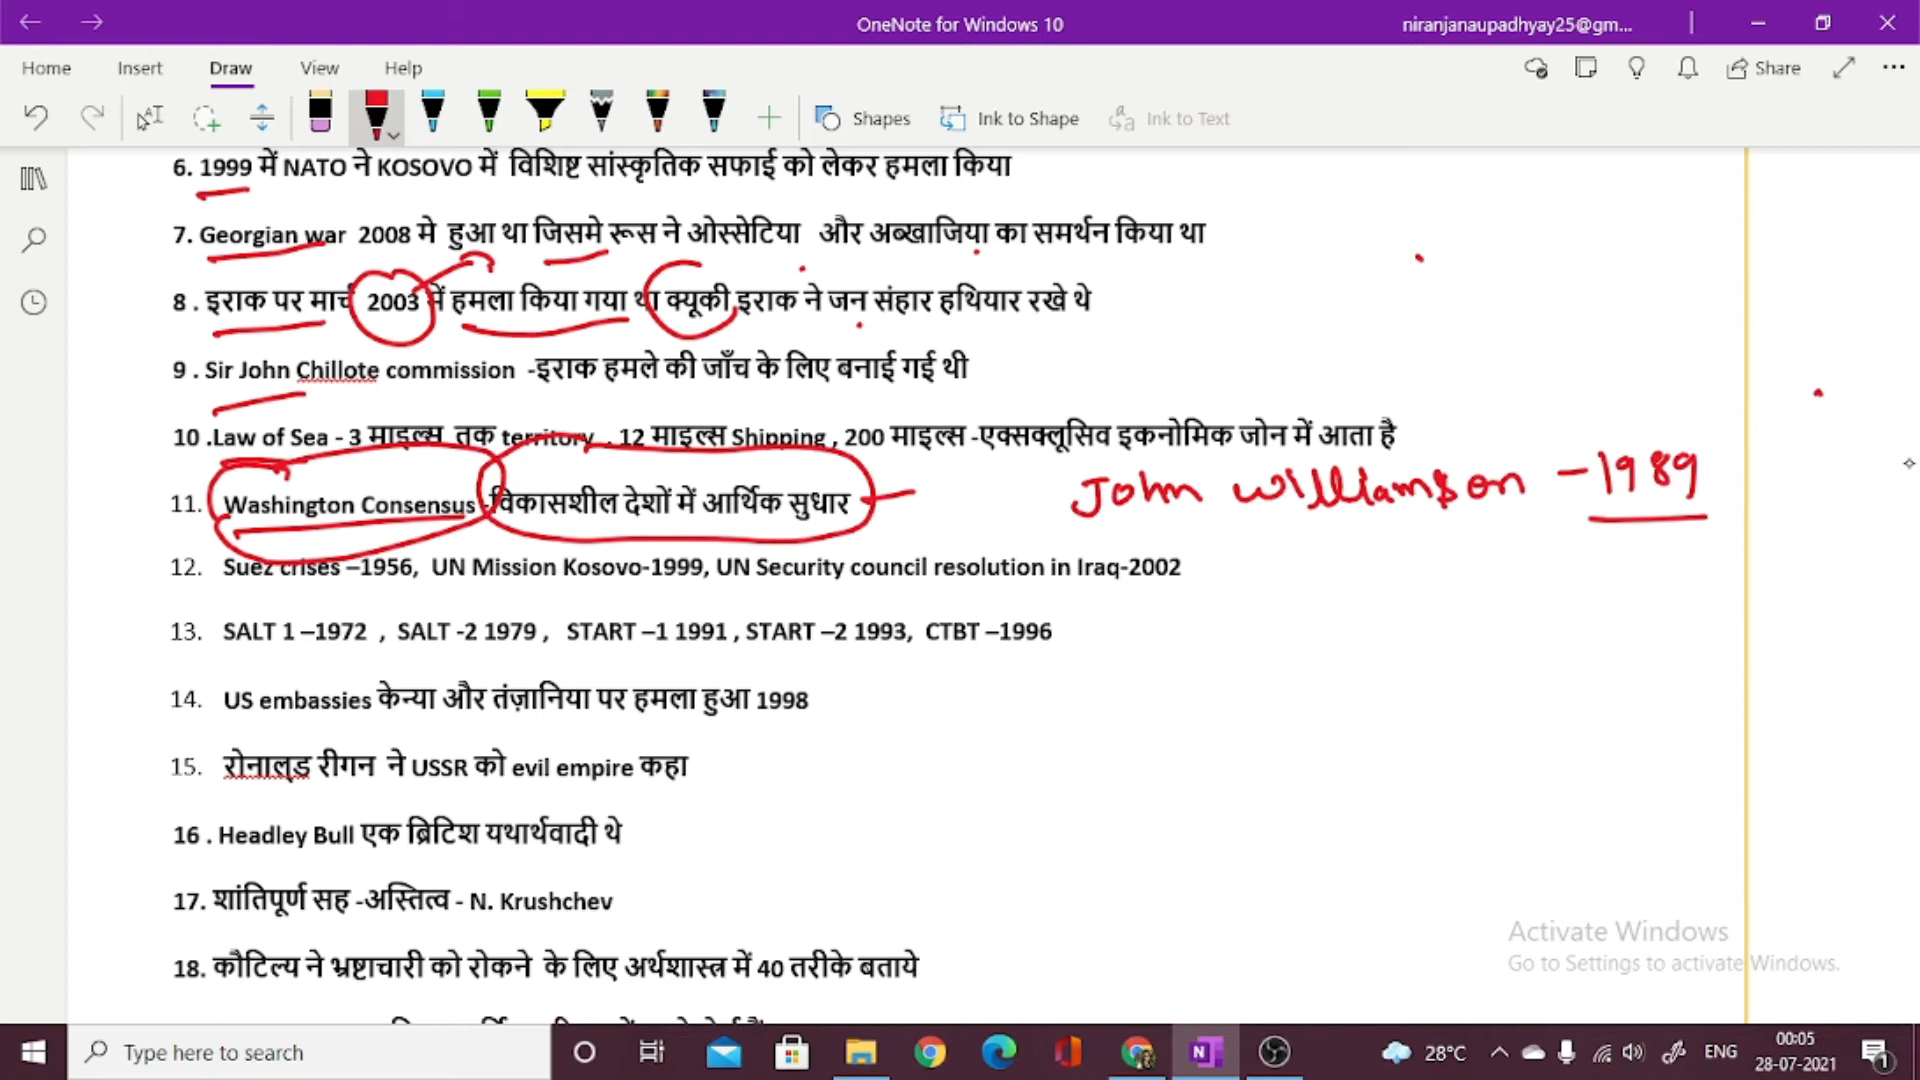 OneNote for Windows 10
niranjanaupadhyay25@gm...
Home Insert Draw View Help
Share
Shapes Ink to Shape Ink to Text
6. 1999 में NATO ने KOSOVO में विशिष्ट सांस्कृतिक सफाई को लेकर हमला किया
7. Georgian war 2008 मे हुआ था जिसमे रूस ने ओस्सेटिया और अब्खाजिया का समर्थन किया था
8 . इराक पर मार्च 2003 में हमला किया गया था क्यूकी इराक ने जन संहार हथियार रखे थे
9 . Sir John Chillote commission -इराक हमले की जाँच के लिए बनाई गई थी
10 .Law of Sea - 3 माइल्स तक territory , 12 माइल्स Shipping , 200 माइल्स -एक्सक्लूसिव इकनोमिक जोन में आता है
11. Washington Consensus -विकासशील देशों में आर्थिक सुधार
John Williamson - 1989
12. Suez crises –1956, UN Mission Kosovo-1999, UN Security council resolution in Iraq-2002
13. SALT 1 –1972 , SALT -2 1979 , START –1 1991 , START –2 1993, CTBT –1996
14. US embassies केन्या और तंज़ानिया पर हमला हुआ 1998
15. रोनाल्ड रीगन ने USSR को evil empire कहा
16 . Headley Bull एक ब्रिटिश यथार्थवादी थे
17. शांतिपूर्ण सह -अस्तित्व - N. Krushchev
18. कौटिल्य ने भ्रष्टाचारी को रोकने के लिए अर्थशास्त्र में 40 तरीके बताये
Activate Windows
Go to Settings to activate Windows.
Type here to search
28°C
ENG
00:05
28-07-2021
1